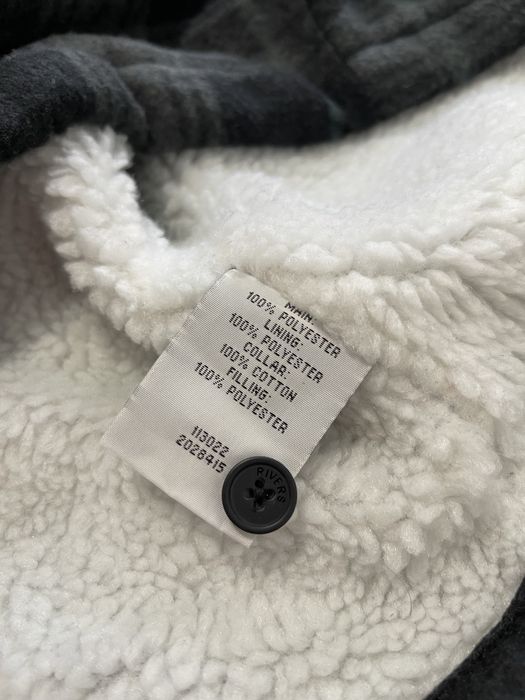 MAIN:
100% POLYESTER
LINING:
100% POLYESTER
COLLAR:
100% COTTON
FILLING:
100% POLYESTER
113022
2028415
RIVERS